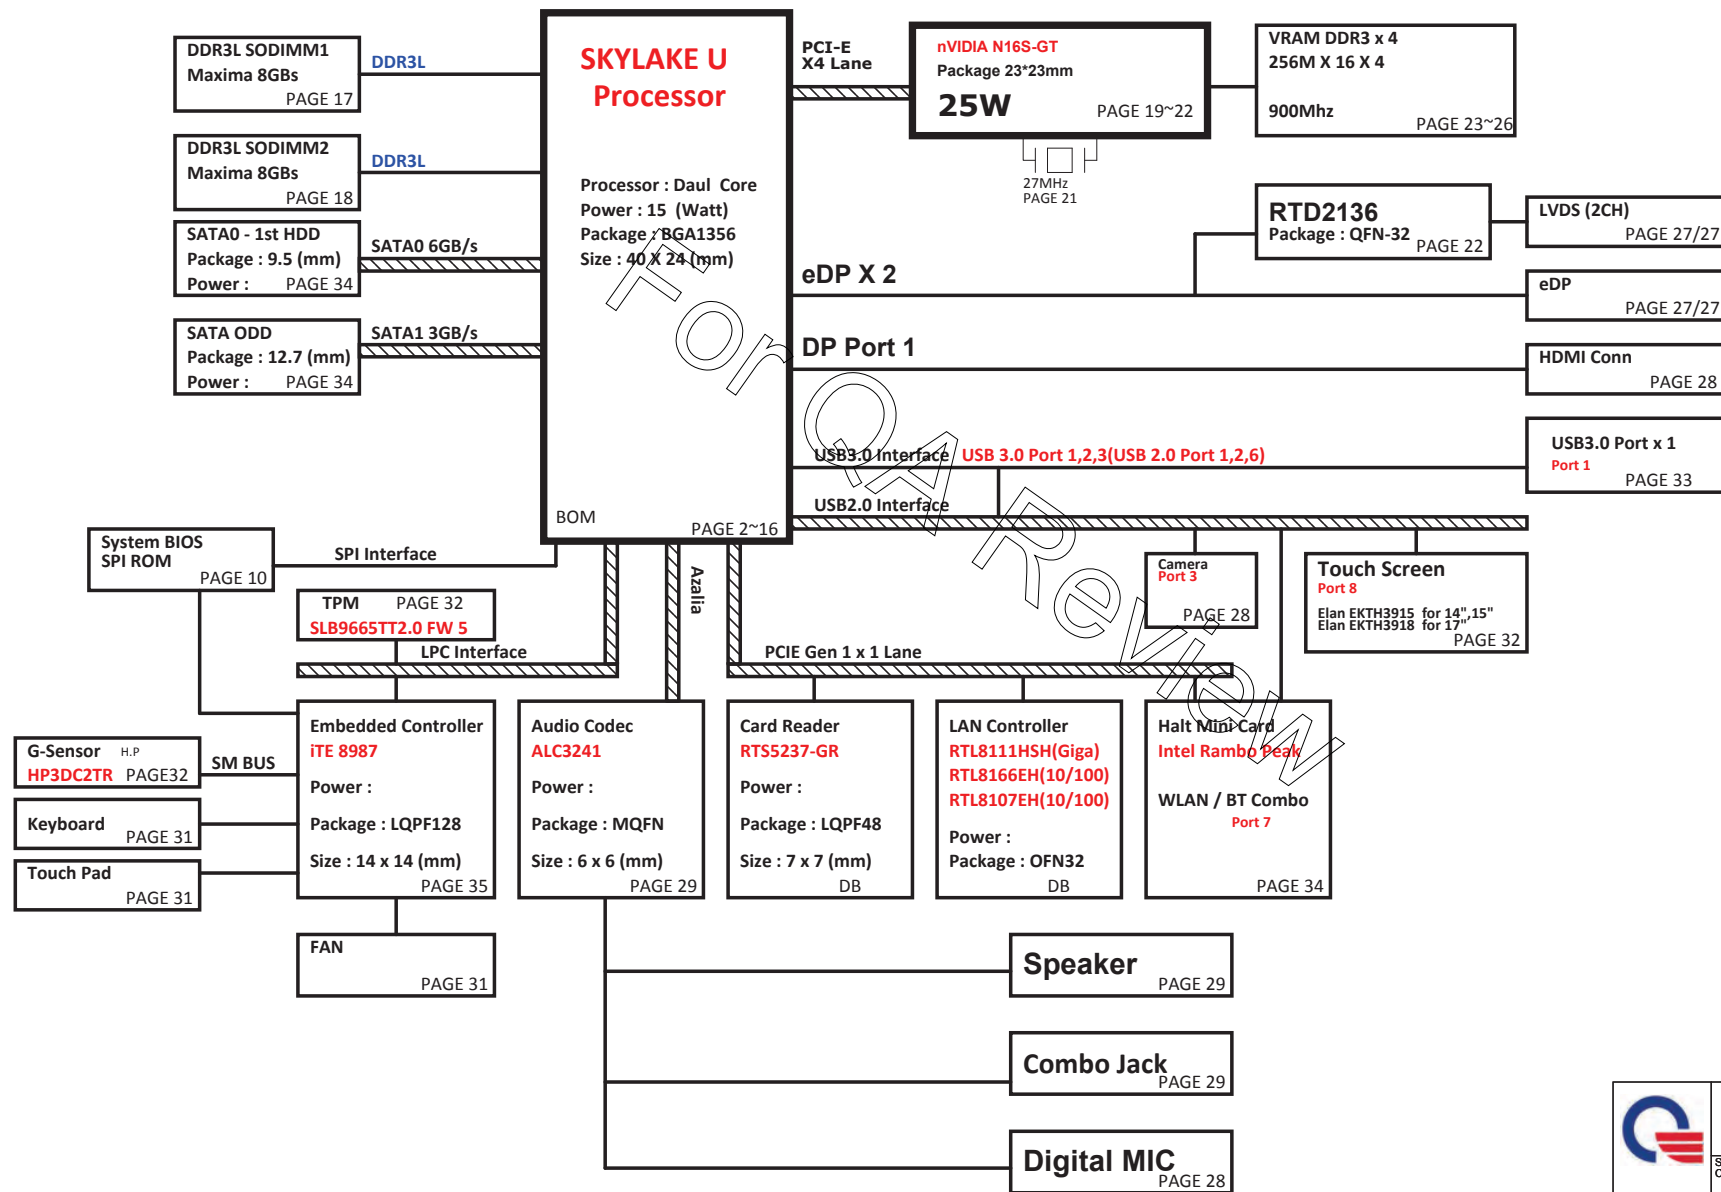 DDR3L SODIMM1
Maxima 8GBs
PAGE 17
DDR3L
DDR3L SODIMM2
Maxima 8GBs
PAGE 18
DDR3L
SATA0 - 1st HDD
Package : 9.5 (mm)
Power : PAGE 34
SATA0 6GB/s
SATA ODD
Package : 12.7 (mm)
Power : PAGE 34
SATA1 3GB/s
SKYLAKE U
Processor
Processor : Daul Core
Power : 15 (Watt)
Package : BGA1356
Size : 40 X 24 (mm)
BOM
PAGE 2~16
PCI-E
X4 Lane
nVIDIA N16S-GT
Package 23*23mm
25W PAGE 19~22
27MHz
PAGE 21
VRAM DDR3 x 4
256M X 16 X 4
900Mhz
PAGE 23~26
RTD2136
Package : QFN-32
PAGE 22
LVDS (2CH)
PAGE 27/27
eDP X 2
eDP
PAGE 27/27
DP Port 1
HDMI Conn
PAGE 28
USB3.0 Interface USB 3.0 Port 1,2,3(USB 2.0 Port 1,2,6)
USB3.0 Port x 1
Port 1
PAGE 33
USB2.0 Interface
Camera
Port 3
PAGE 28
Touch Screen
Port 8
Elan EKTH3915 for 14",15"
Elan EKTH3918 for 17"
PAGE 32
System BIOS
SPI ROM
PAGE 10
SPI Interface
TPM PAGE 32
SLB9665TT2.0 FW 5
LPC Interface
Azalia
PCIE Gen 1 x 1 Lane
G-Sensor H.P
HP3DC2TR PAGE32
SM BUS
Keyboard
PAGE 31
Touch Pad
PAGE 31
Embedded Controller
iTE 8987
Power :
Package : LQPF128
Size : 14 x 14 (mm)
PAGE 35
FAN
PAGE 31
Audio Codec
ALC3241
Power :
Package : MQFN
Size : 6 x 6 (mm)
PAGE 29
Card Reader
RTS5237-GR
Power :
Package : LQPF48
Size : 7 x 7 (mm)
DB
LAN Controller
RTL8111HSH(Giga)
RTL8166EH(10/100)
RTL8107EH(10/100)
Power :
Package : OFN32
DB
Halt Mini Card
Intel Rambo Peak
WLAN / BT Combo
Port 7
PAGE 34
Speaker
PAGE 29
Combo Jack
PAGE 29
Digital MIC
PAGE 28
For QA Review